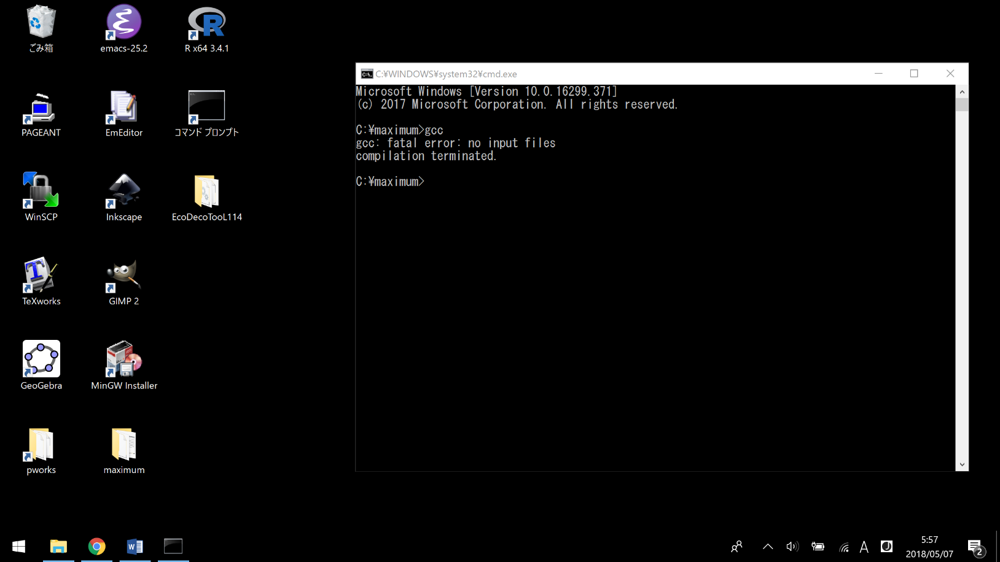 ごみ箱
emacs-25.2
R x64 3.4.1
PAGEANT
EmEditor
コマンド プロンプト
WinSCP
Inkscape
EcoDecoTooL114
TeXworks
GIMP 2
GeoGebra
MinGW Installer
pworks
maximum
C:¥WINDOWS¥system32¥cmd.exe
Microsoft Windows [Version 10.0.16299.371]
(c) 2017 Microsoft Corporation. All rights reserved.
C:¥maximum>gcc
gcc: fatal error: no input files
compilation terminated.
C:¥maximum>
A
5:57
2018/05/07
2